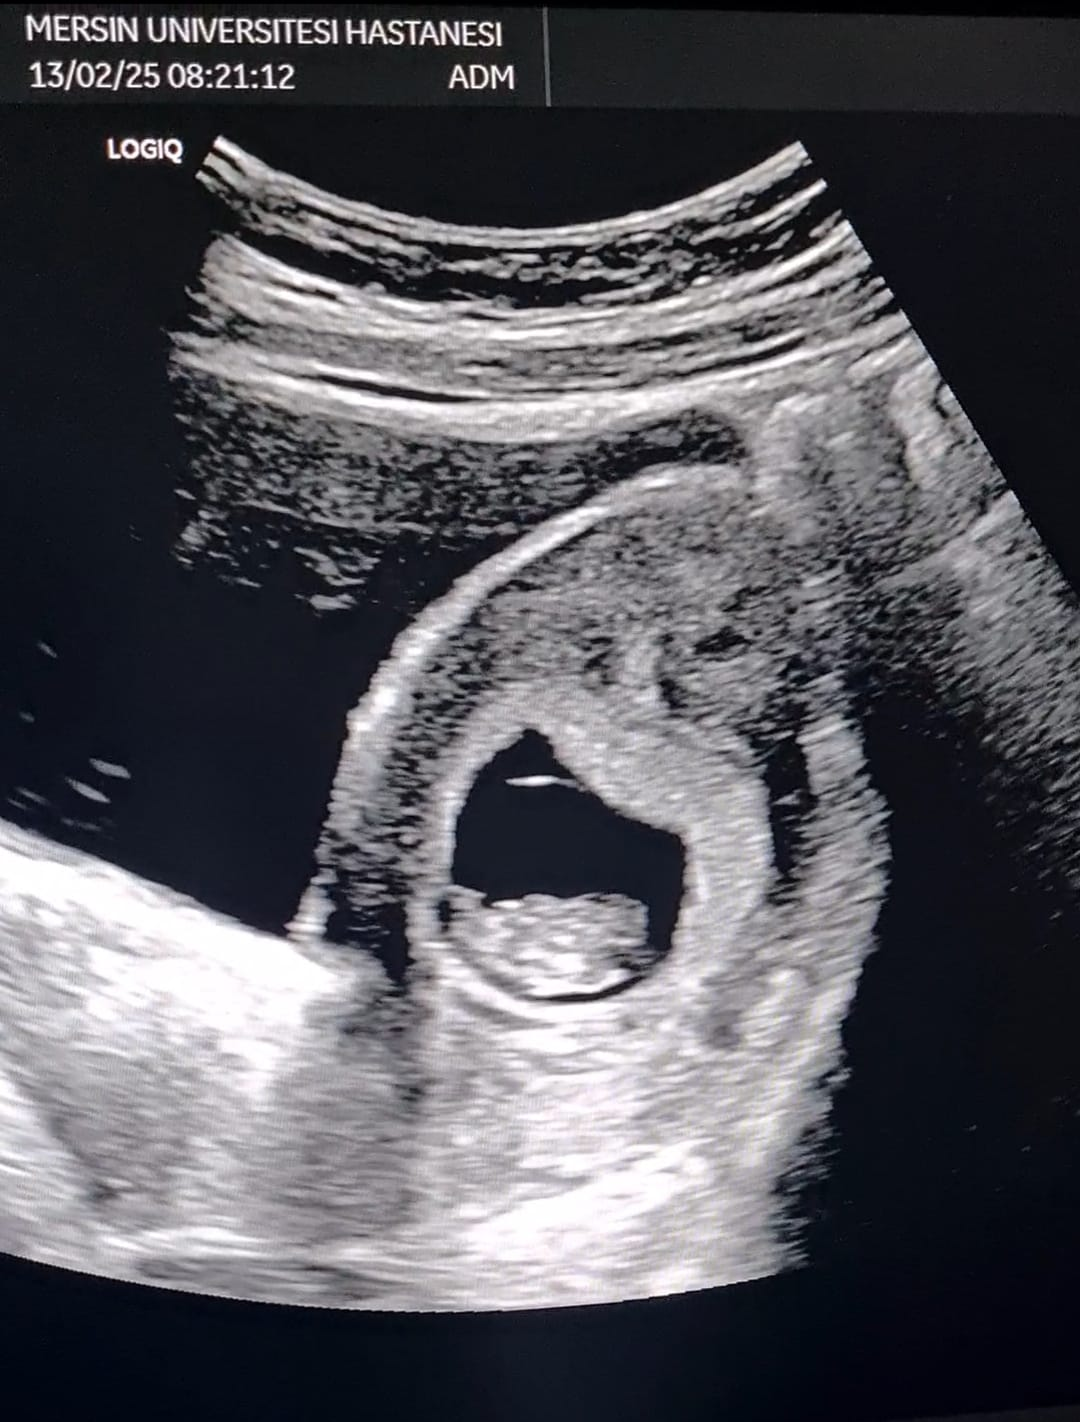 MERSIN UNIVERSITESI HASTANESI
13/02/25 08:21:12 ADM
LOGIQ